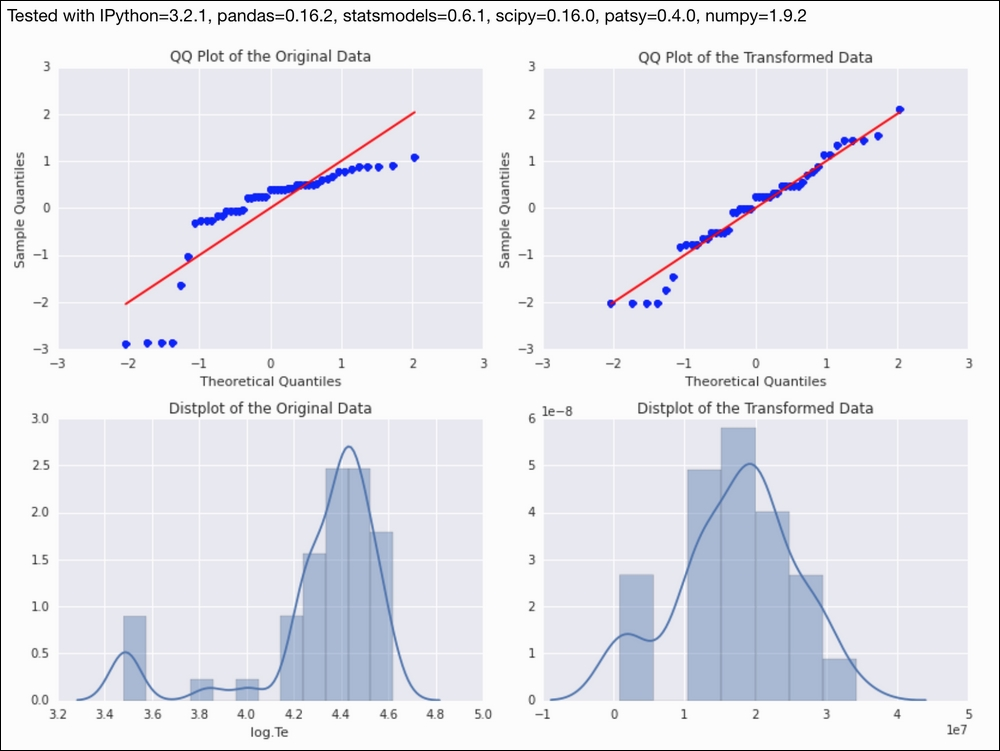 Tested with IPython=3.2.1, pandas=0.16.2, statsmodels=0.6.1, scipy=0.16.0, patsy=0.4.0, numpy=1.9.2
QQ Plot of the Original Data
3
2
1
0
−1
−2
−3
Sample Quantiles
−3 −2 −1 0 1 2 3
Theoretical Quantiles
QQ Plot of the Transformed Data
3
2
1
0
−1
−2
−3
Sample Quantiles
−3 −2 −1 0 1 2 3
Theoretical Quantiles
Distplot of the Original Data
3.0
2.5
2.0
1.5
1.0
0.5
0.0
3.2 3.4 3.6 3.8 4.0 4.2 4.4 4.6 4.8 5.0
log.Te
Distplot of the Transformed Data
1e−8
6
5
4
3
2
1
0
−1 0 1 2 3 4 5
1e7